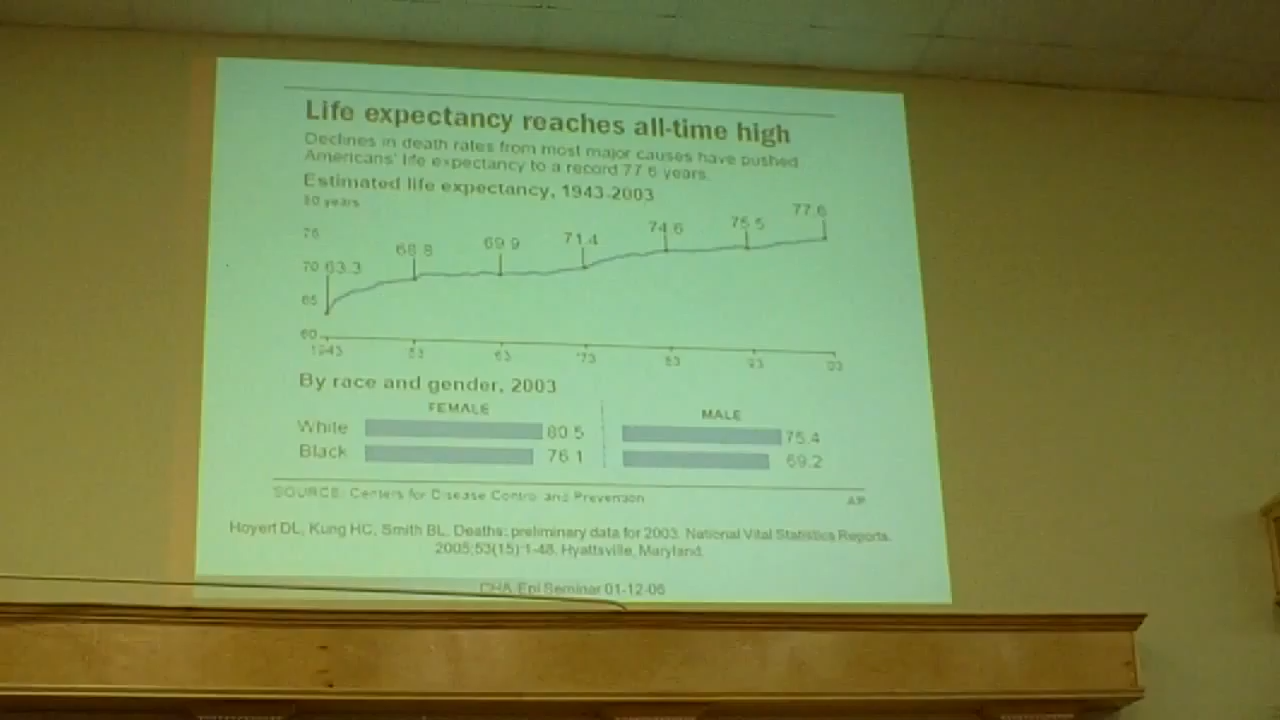 Life expectancy reaches all-time high
Declines in death rates from most major causes have pushed
Americans' life expectancy to a record 77.6 years.
Estimated life expectancy, 1943-2003
80 years
77.6
75.5
74.6
75
71.4
69.9
68.8
70 63.3
65
60
1943 '53 '63 '73 '83 '93 '03
By race and gender, 2003
FEMALE MALE
White 80.5 75.4
Black 76.1 69.2
SOURCE: Centers for Disease Control and Prevention AP
Hoyert DL, Kung HC, Smith BL. Deaths: preliminary data for 2003. National Vital Statistics Reports.
2005;53(15):1-48. Hyattsville, Maryland.
Epi Seminar 01-12-06